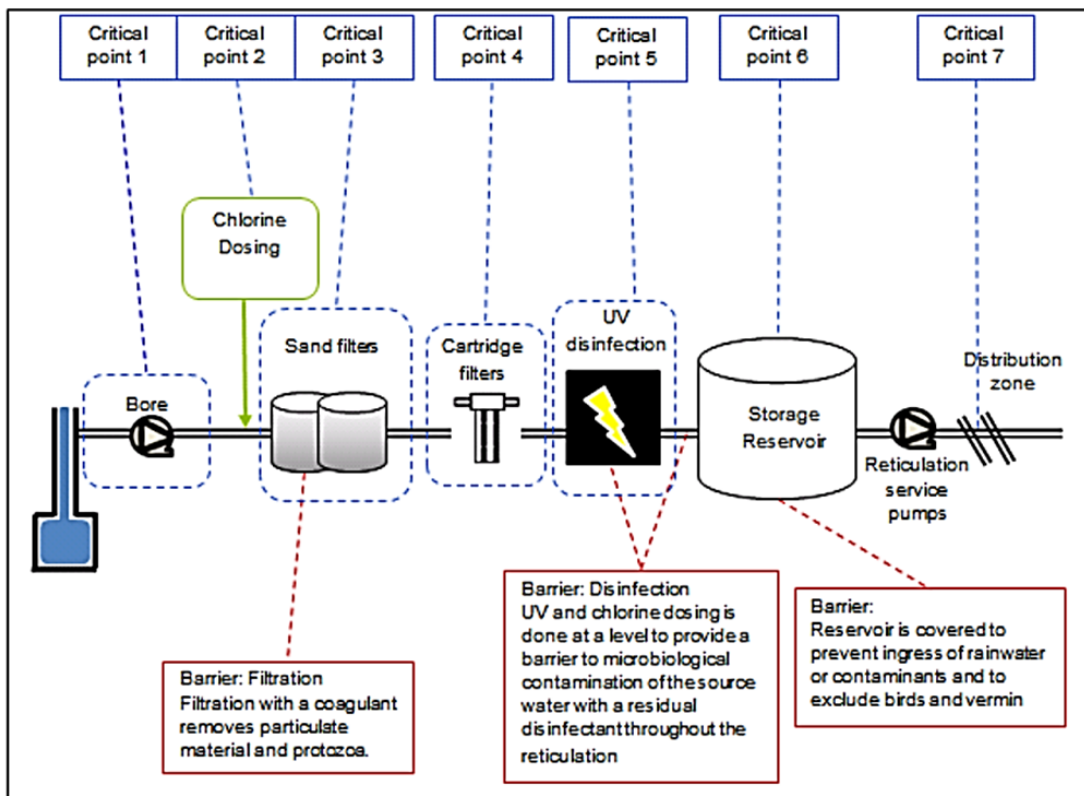 Critical
point 1
Critical
point 2
Critical
point 3
Critical
point 4
Critical
point 5
Critical
point 6
Critical
point 7
Chlorine
Dosing
Bore
Sand filters
Cartridge
filters
UV
disinfection
Storage
Reservoir
Distribution
zone
Reticulation
service
pumps
Barrier: Filtration
Filtration with a coagulant
removes particulate
material and protozoa.
Barrier: Disinfection
UV and chlorine dosing is
done at a level to provide a
barrier to microbiological
contamination of the source
water with a residual
disinfectant throughout the
reticulation
Barrier:
Reservoir is covered to
prevent ingress of rainwater
or contaminants and to
exclude birds and vermin